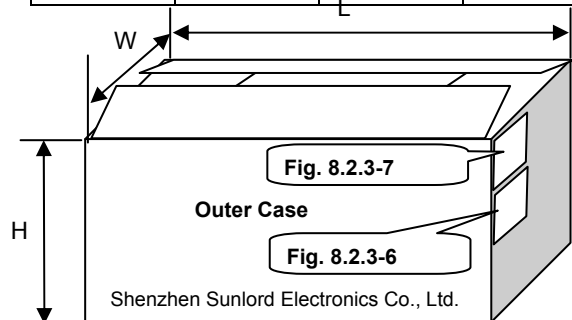 L
W
Fig. 8.2.3-7
Outer Case
H
Fig. 8.2.3-6
Shenzhen Sunlord Electronics Co., Ltd.